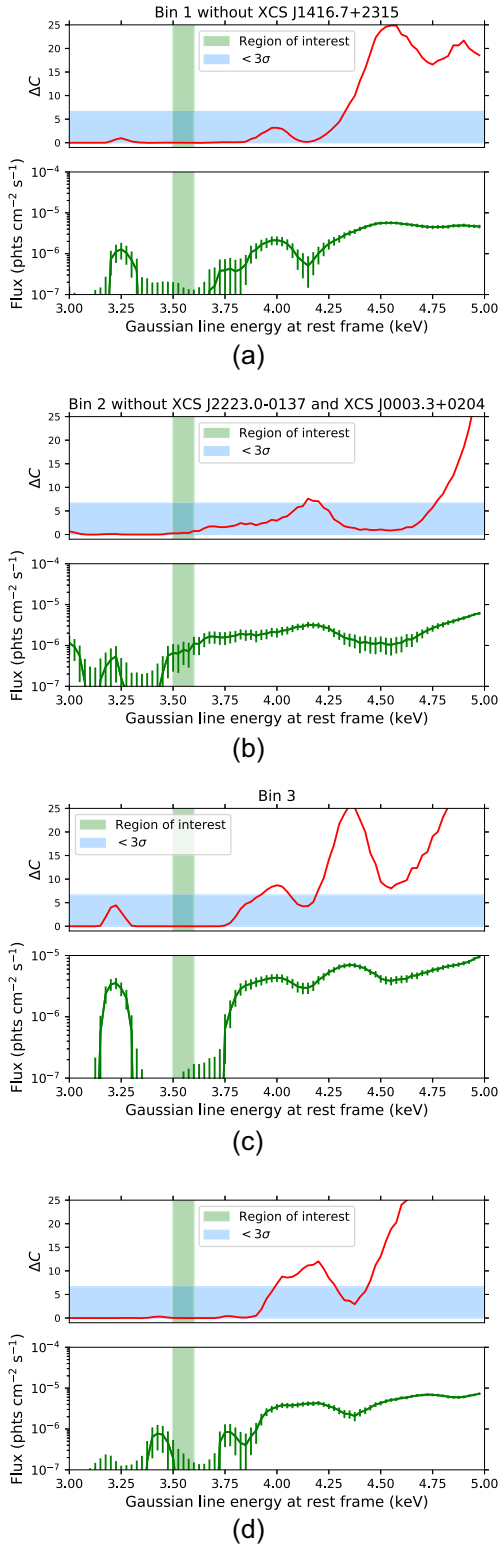 Bin 1 without XCS J1416.7+2315
25
20
15
10
5
0
ΔC
Region of interest
< 3σ
10⁻⁴
10⁻⁵
10⁻⁶
10⁻⁷
Flux (phts cm⁻² s⁻¹)
3.00 3.25 3.50 3.75 4.00 4.25 4.50 4.75 5.00
Gaussian line energy at rest frame (keV)
(a)
Bin 2 without XCS J2223.0-0137 and XCS J0003.3+0204
25
20
15
10
5
0
ΔC
Region of interest
< 3σ
10⁻⁴
10⁻⁵
10⁻⁶
10⁻⁷
Flux (phts cm⁻² s⁻¹)
3.00 3.25 3.50 3.75 4.00 4.25 4.50 4.75 5.00
Gaussian line energy at rest frame (keV)
(b)
Bin 3
25
20
15
10
5
0
ΔC
Region of interest
< 3σ
10⁻⁵
10⁻⁶
10⁻⁷
Flux (phts cm⁻² s⁻¹)
3.00 3.25 3.50 3.75 4.00 4.25 4.50 4.75 5.00
Gaussian line energy at rest frame (keV)
(c)
25
20
15
10
5
0
ΔC
Region of interest
< 3σ
10⁻⁴
10⁻⁵
10⁻⁶
10⁻⁷
Flux (phts cm⁻² s⁻¹)
3.00 3.25 3.50 3.75 4.00 4.25 4.50 4.75 5.00
Gaussian line energy at rest frame (keV)
(d)